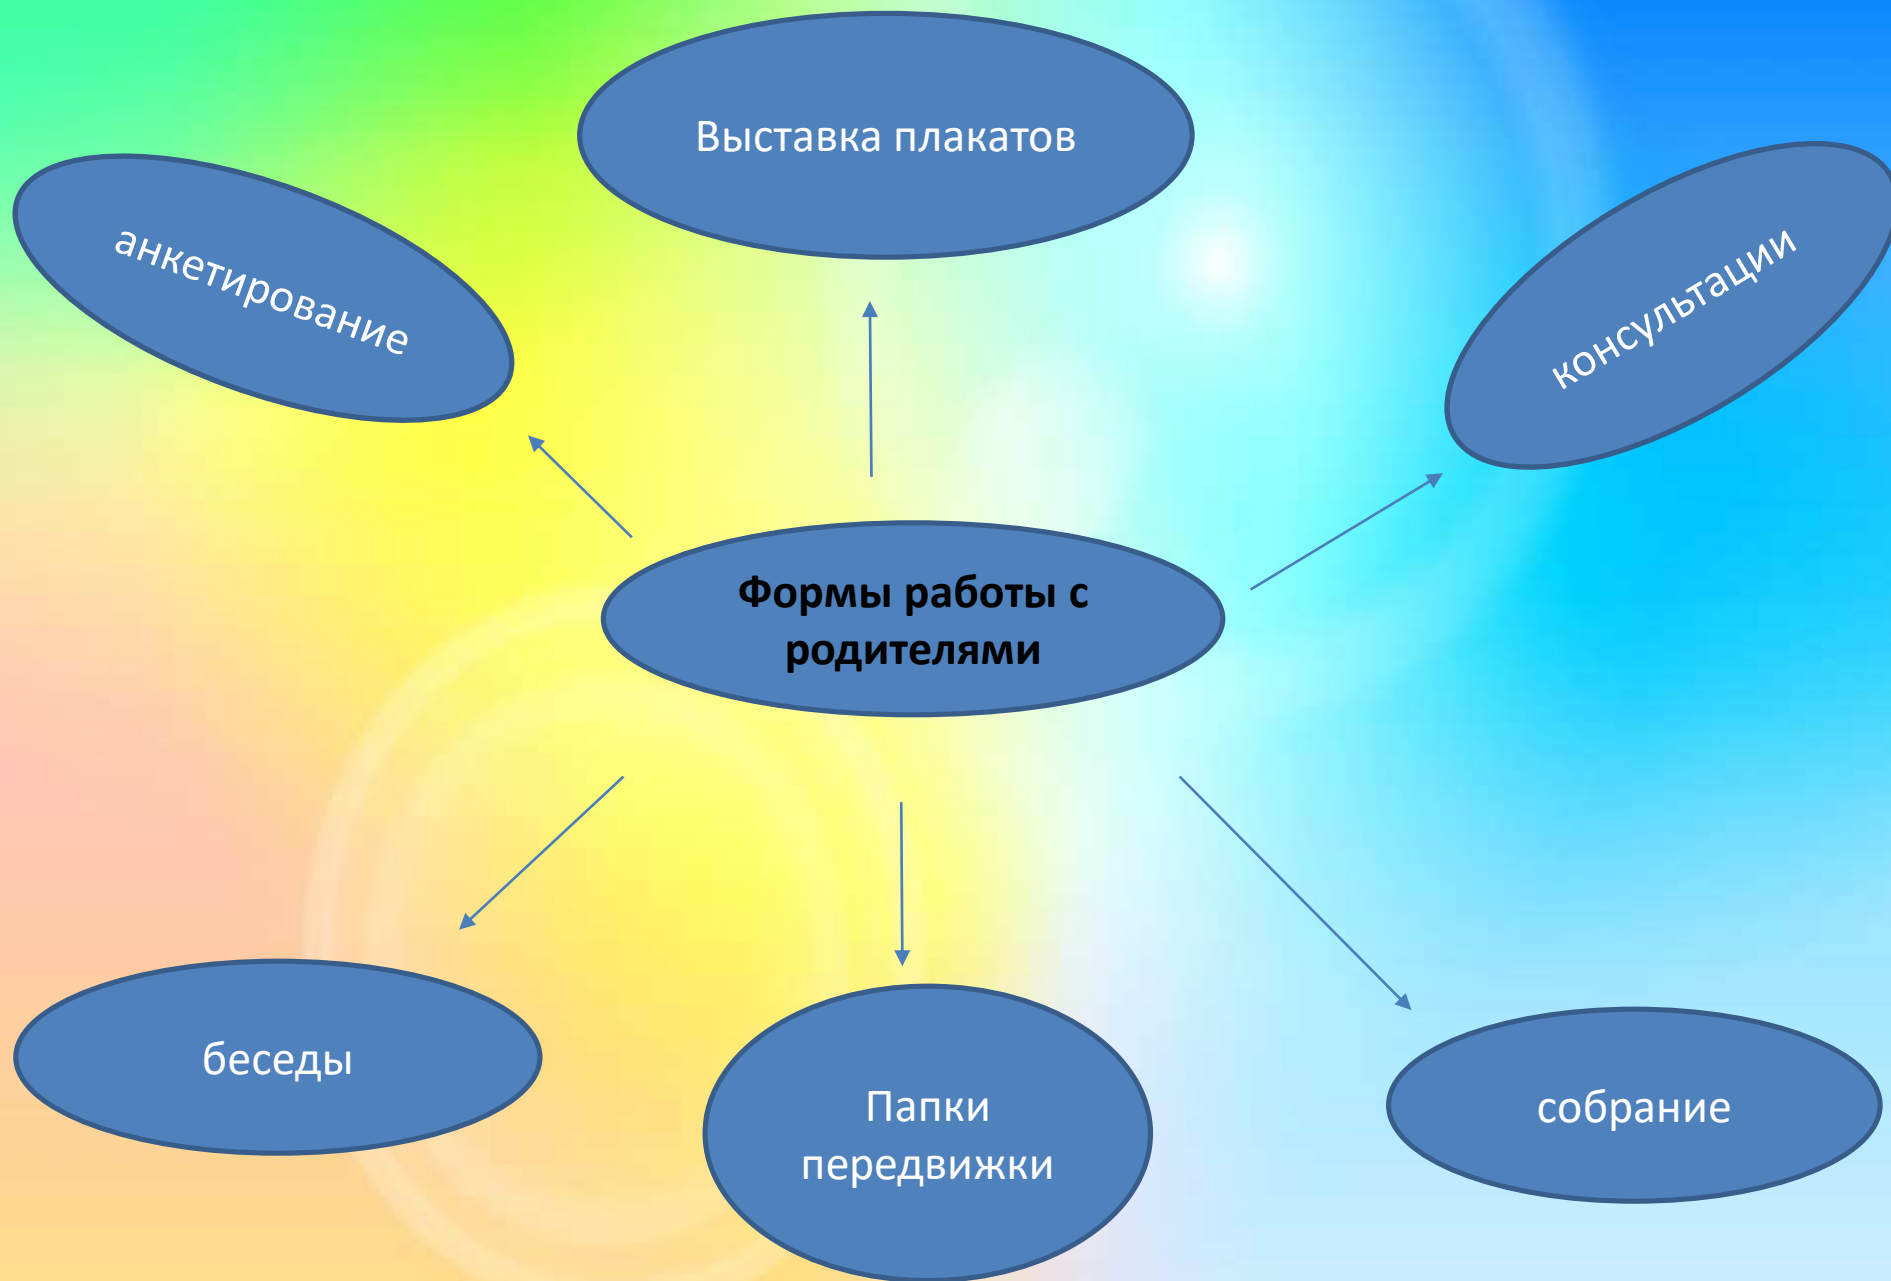 Выставка плакатов
анкетирование
консультации
Формы работы с
родителями
беседы
Папки
передвижки
собрание